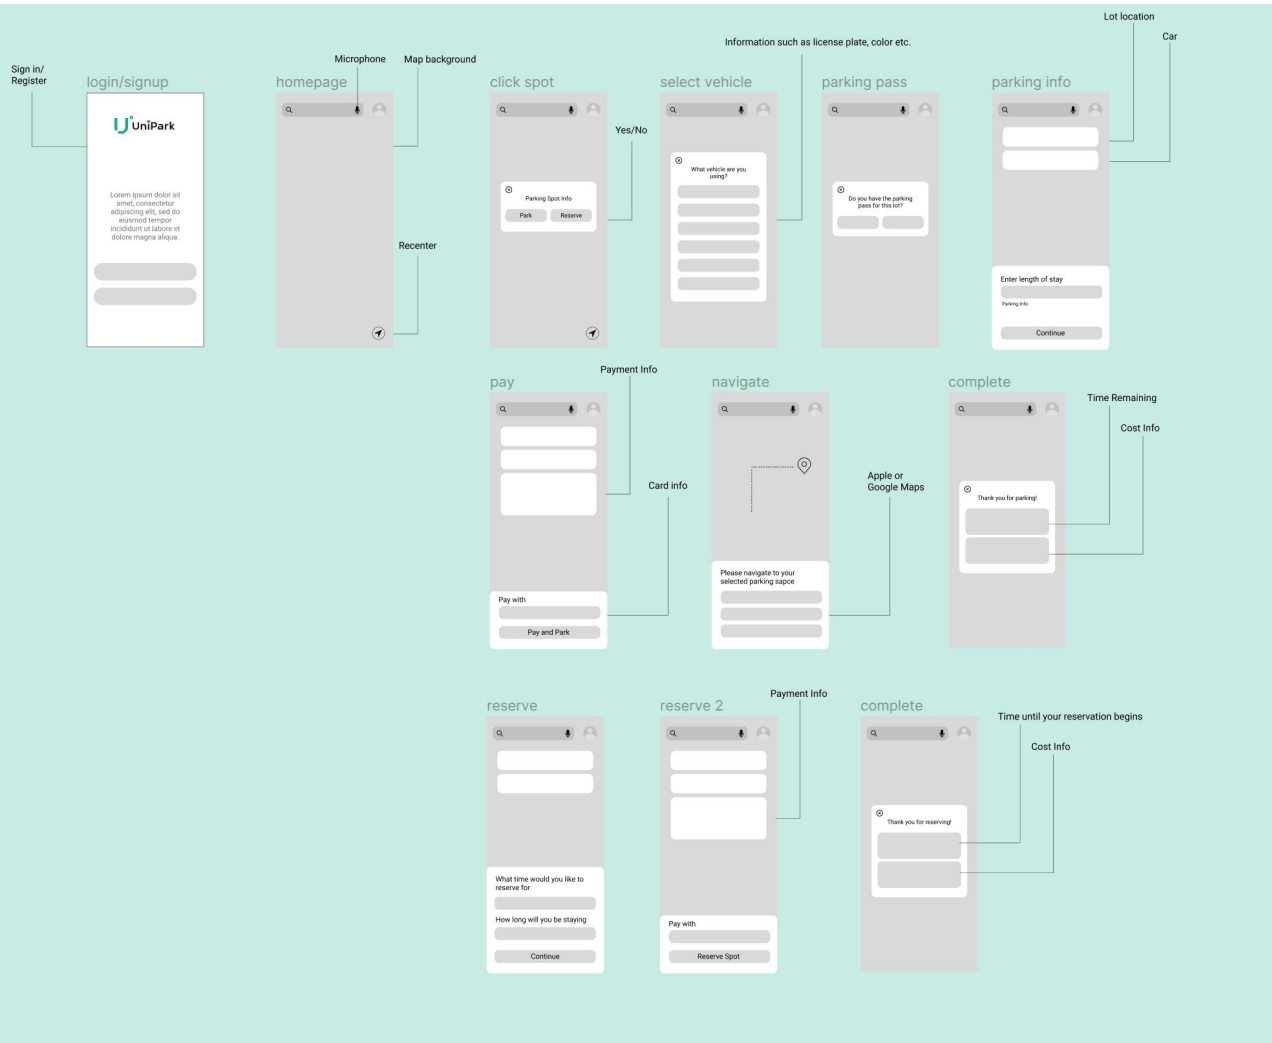 Lot location
Car
Information such as license plate, color etc.
Microphone
Map background
Sign in/
Register
login/signup
homepage
click spot
select vehicle
parking pass
parking info
UniPark
Lorem ipsum dolor sit
amet, consectetur
adipiscing elit, sed do
eiusmod tempor
incididunt ut labore et
dolore magna aliqua.
Recenter
Yes/No
Parking Spot Info
Park
Reserve
What vehicle are you
using?
Do you have the parking
pass for this lot?
Enter length of stay
Parking info
Continue
pay
Payment Info
navigate
complete
Time Remaining
Cost Info
Card info
Apple or
Google Maps
Thank you for parking!
Pay with
Pay and Park
Please navigate to your
selected parking sapce
reserve
reserve 2
Payment Info
complete
Time until your reservation begins
Cost Info
What time would you like to
reserve for
How long will you be staying
Continue
Pay with
Reserve Spot
Thank you for reserving!